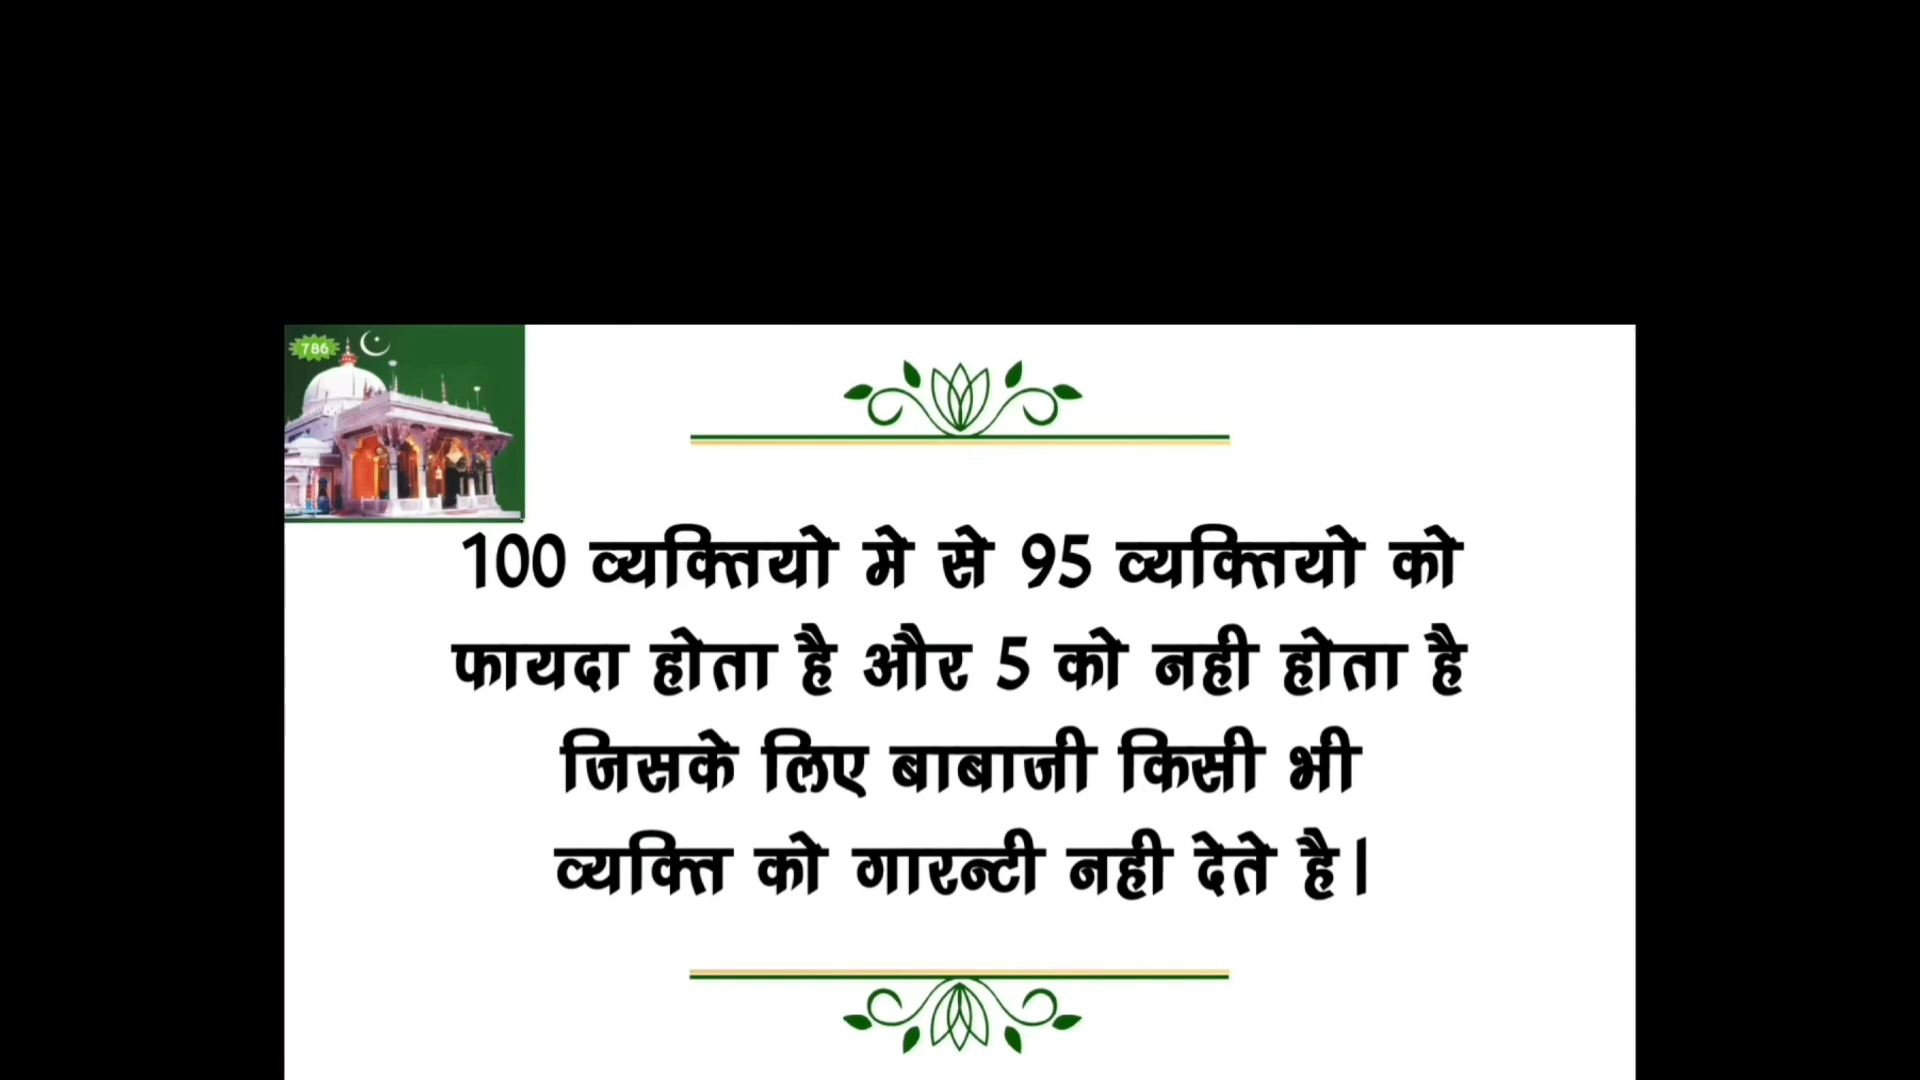 786
100 व्यक्तियो मे से 95 व्यक्तियो को
फायदा होता है और 5 को नही होता है
जिसके लिए बाबाजी किसी भी
व्यक्ति को गारन्टी नही देते है।